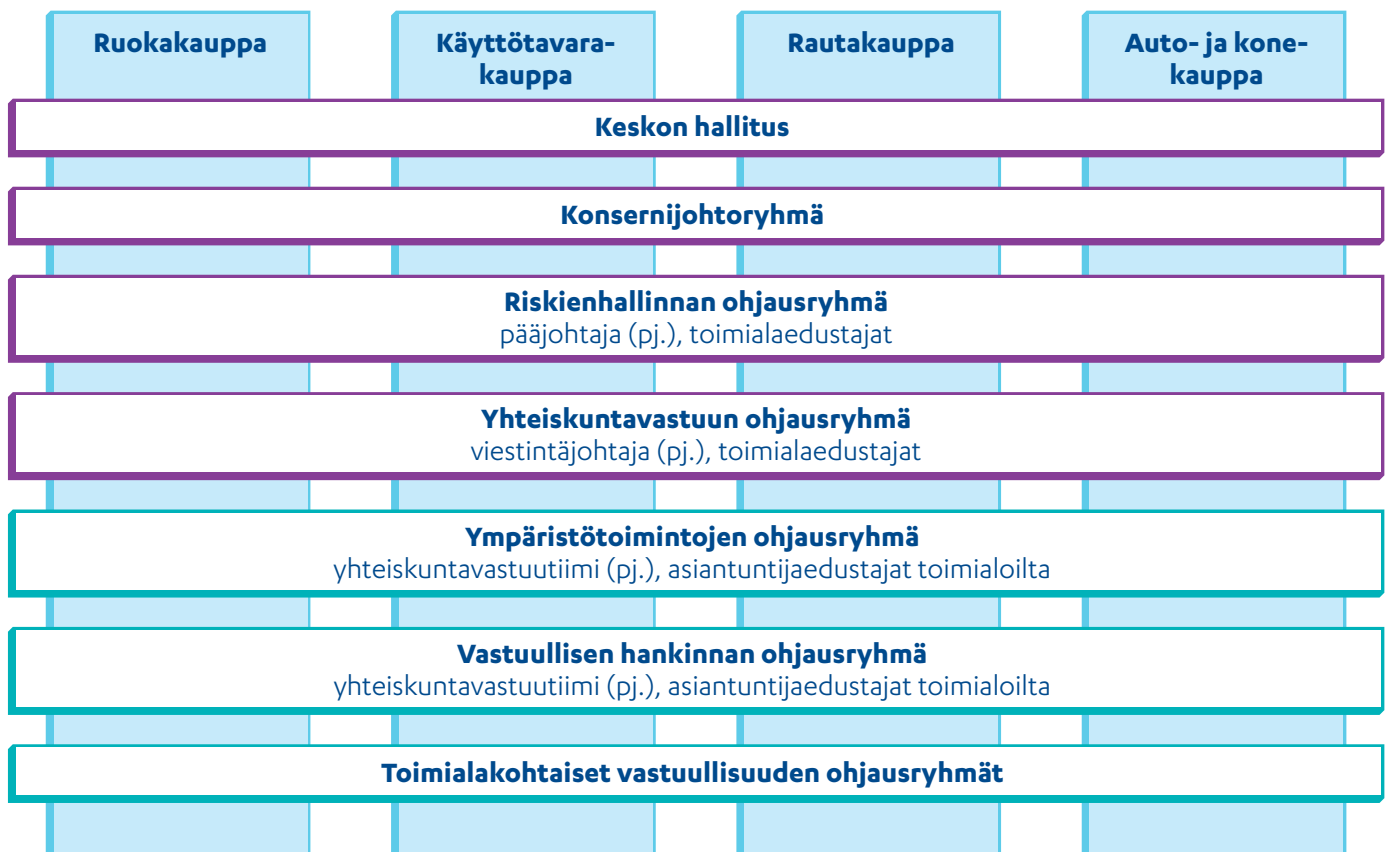 Ruokakauppa
Käyttötavara-
kauppa
Rautakauppa
Auto- ja kone-
kauppa
Keskon hallitus
Konsernijohtoryhmä
Riskienhallinnan ohjausryhmä
pääjohtaja (pj.), toimialaedustajat
Yhteiskuntavastuun ohjausryhmä
viestintäjohtaja (pj.), toimialaedustajat
Ympäristötoimintojen ohjausryhmä
yhteiskuntavastuutiimi (pj.), asiantuntijaedustajat toimialoilta
Vastuullisen hankinnan ohjausryhmä
yhteiskuntavastuutiimi (pj.), asiantuntijaedustajat toimialoilta
Toimialakohtaiset vastuullisuuden ohjausryhmät